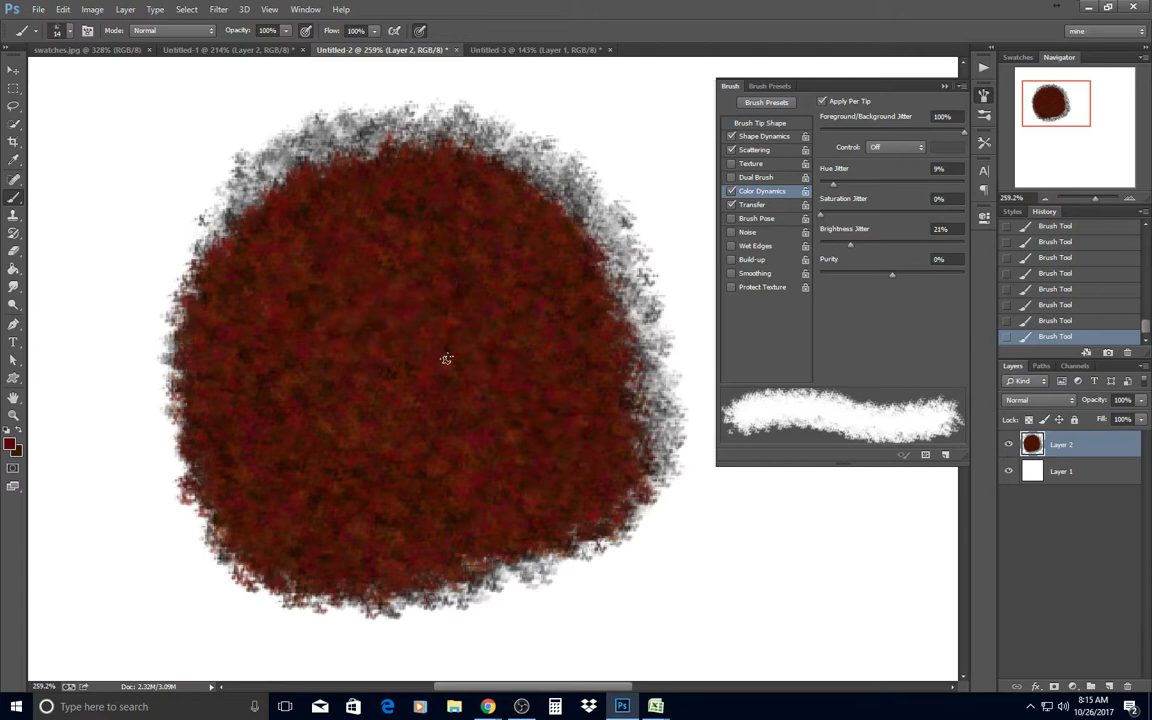 Ps File Edit Image Layer Type Select Filter 3D View Window Help
14 Mode: Normal Opacity: 100% Flow: 100% mine
swatches.jpg @ 328% (RGB/8) × Untitled-1 @ 214% (Layer 2, RGB/8) * × Untitled-2 @ 259% (Layer 2, RGB/8) * × Untitled-3 @ 143% (Layer 1, RGB/8) * ×
Swatches Navigator
259.2%
Styles History
Brush Tool
Brush Tool
Brush Tool
Brush Tool
Brush Tool
Brush Tool
Brush Tool
Brush Tool
Layers Paths Channels
Kind
Normal Opacity: 100%
Lock: Fill: 100%
Layer 2
Layer 1
Brush Brush Presets
Brush Presets
Brush Tip Shape
Shape Dynamics
Scattering
Texture
Dual Brush
Color Dynamics
Transfer
Brush Pose
Noise
Wet Edges
Build-up
Smoothing
Protect Texture
Apply Per Tip
Foreground/Background Jitter 100%
Control: Off
Hue Jitter 9%
Saturation Jitter 0%
Brightness Jitter 21%
Purity 0%
259.2% Doc: 2.32M/3.09M
Type here to search
8:15 AM
10/26/2017